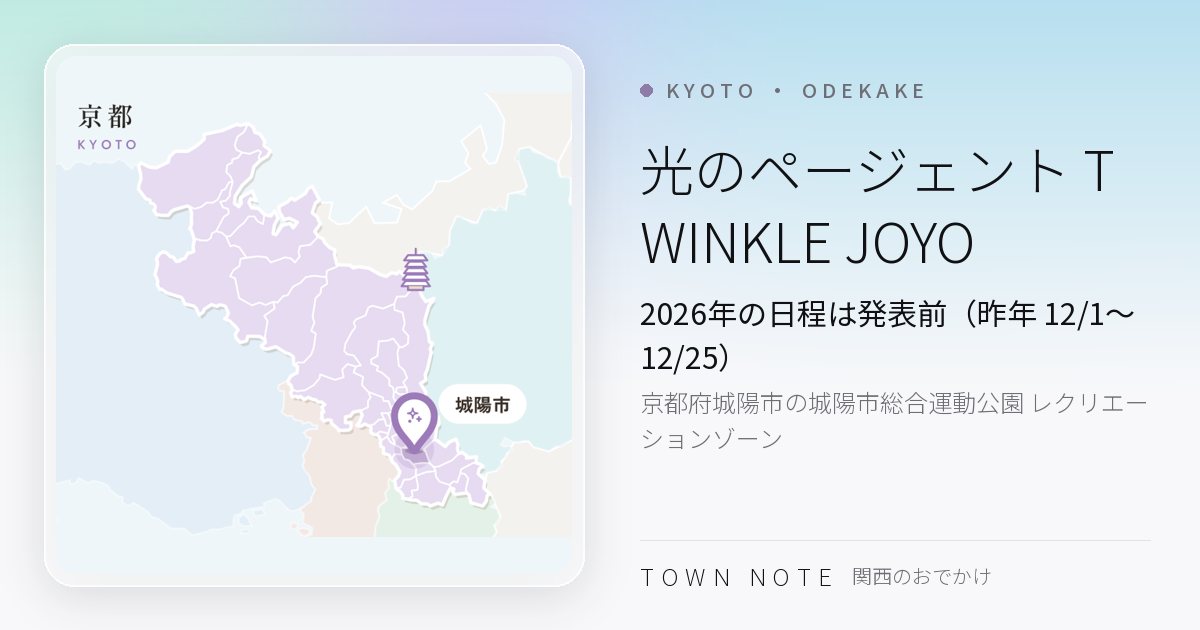 京都
KYOTO
城陽市
KYOTO • ODEKAKE
光のページェント T
WINKLE JOYO
2026年の日程は発表前（昨年 12/1〜
12/25）
京都府城陽市の城陽市総合運動公園 レクリエー
ションゾーン
TOWN NOTE 関西のおでかけ